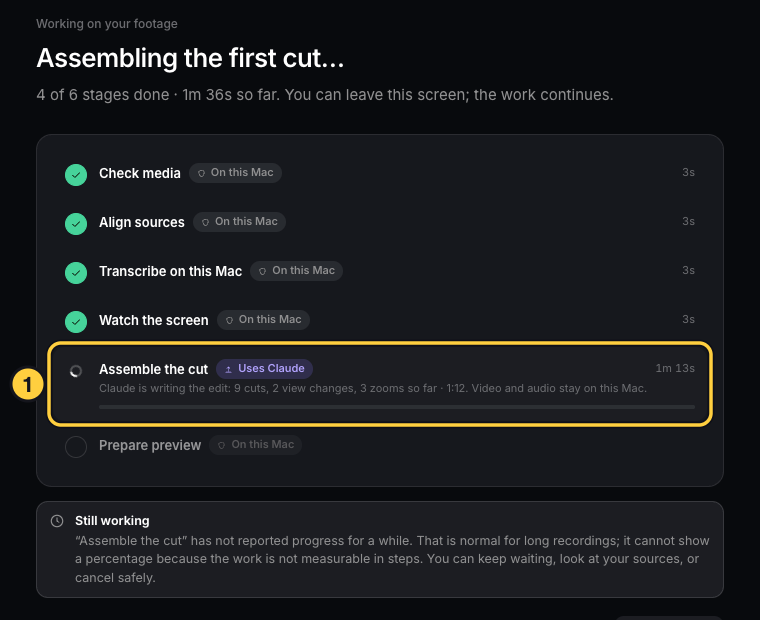 Working on your footage
Assembling the first cut...
4 of 6 stages done · 1m 36s so far. You can leave this screen; the work continues.
Check media On this Mac 3s
Align sources On this Mac 3s
Transcribe on this Mac On this Mac 3s
Watch the screen On this Mac 3s
1
Assemble the cut Uses Claude 1m 13s
Claude is writing the edit: 9 cuts, 2 view changes, 3 zooms so far · 1:12. Video and audio stay on this Mac.
Prepare preview On this Mac
Still working
“Assemble the cut” has not reported progress for a while. That is normal for long recordings; it cannot show
a percentage because the work is not measurable in steps. You can keep waiting, look at your sources, or
cancel safely.